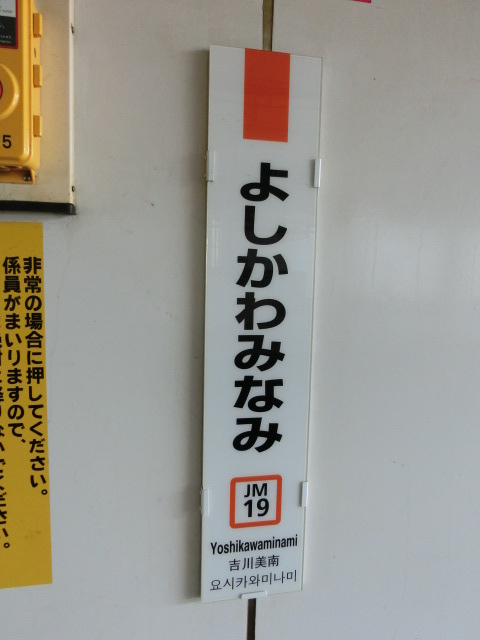 よしかわみなみ
JM
19
Yoshikawaminami
吉川美南
요시카와미나미
5
非常の場合に押してください。
係員がまいりますので、